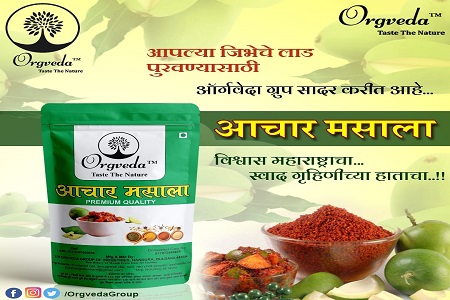 Orgveda™
Taste The Nature
Orgveda™
Taste The Nature
आपल्या जिभेचे लाड
पुरवण्यासाठी
ऑर्गवेदा ग्रुप सादर करीत आहे...
आचार मसाला
विश्वास महाराष्ट्राचा...
स्वाद गृहिणीच्या हाताचा..!!
Orgveda™
Taste The Nature
आचार मसाला
PREMIUM QUALITY
/OrgvedaGroup